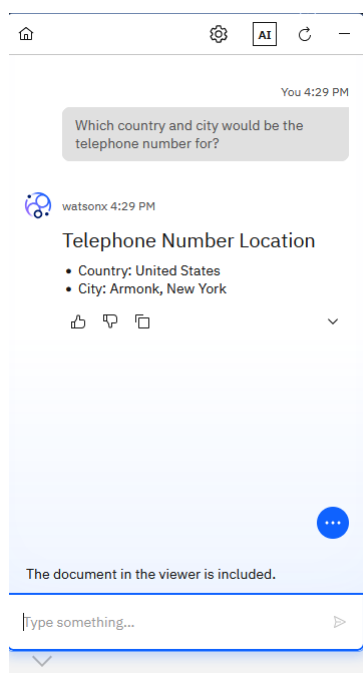 AI
You 4:29 PM
Which country and city would be the
telephone number for?
watsonx 4:29 PM
Telephone Number Location
• Country: United States
• City: Armonk, New York
The document in the viewer is included.
Type something...